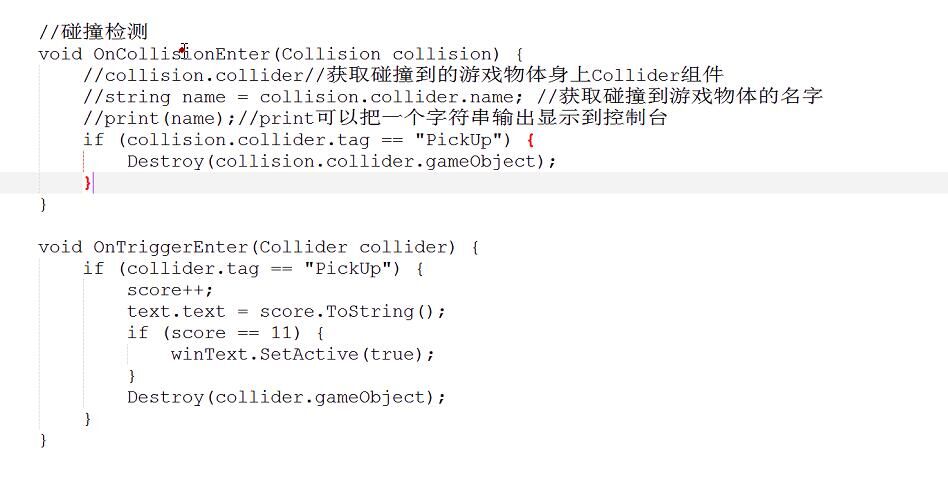 //碰撞检测
void OnCollisionEnter(Collision collision) {
//collision.collider//获取碰撞到的游戏物体身上Collider组件
//string name = collision.collider.name; //获取碰撞到游戏物体的名字
//print(name);//print可以把一个字符串输出显示到控制台
if (collision.collider.tag == "PickUp") {
Destroy(collision.collider.gameObject);
}
}
void OnTriggerEnter(Collider collider) {
if (collider.tag == "PickUp") {
score++;
text.text = score.ToString();
if (score == 11) {
winText.SetActive(true);
}
Destroy(collider.gameObject);
}
}